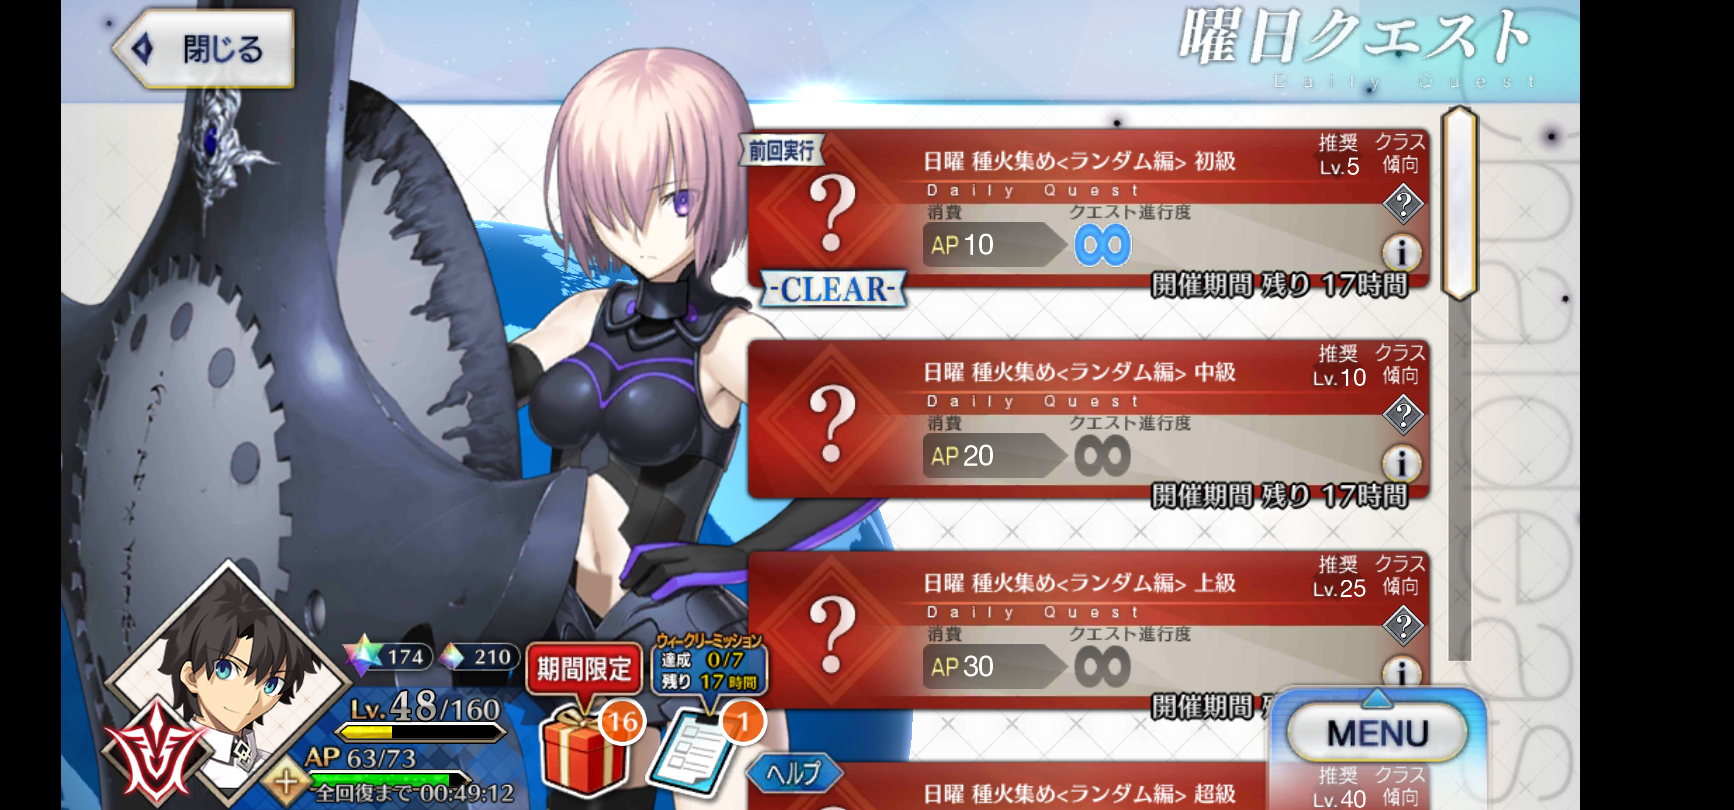 閉じる
曜日クエスト
Daily Quest
前回実行
日曜 種火集め<ランダム編> 初級
Daily Quest
推奨 クラス
Lv.5 傾向
消費 クエスト進行度
AP 10
?
i
-CLEAR-
開催期間 残り 17時間
日曜 種火集め<ランダム編> 中級
Daily Quest
推奨 クラス
Lv.10 傾向
消費 クエスト進行度
AP 20
?
i
開催期間 残り 17時間
日曜 種火集め<ランダム編> 上級
Daily Quest
推奨 クラス
Lv.25 傾向
消費 クエスト進行度
AP 30
?
i
開催期間
日曜 種火集め<ランダム編> 超級
推奨 クラス
Lv.40 傾向
174
210
期間限定
16
ウィークリーミッション
達成 0/7
残り 17時間
1
Lv.48/160
AP 63/73
全回復まで 00:49:12
ヘルプ
MENU